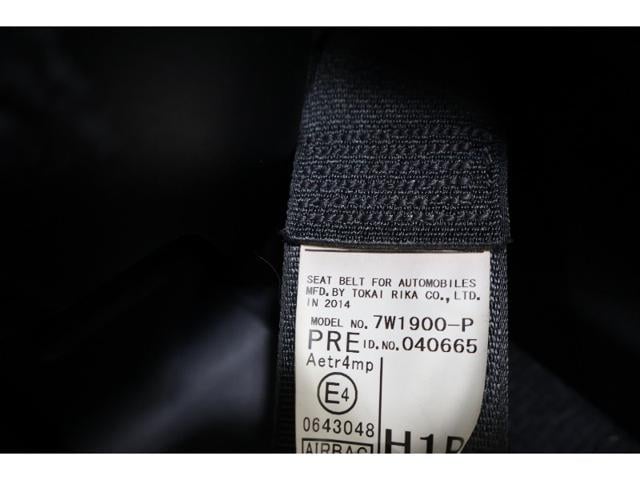 SEAT BELT FOR AUTOMOBILES
MFD. BY TOKAI RIKA CO., LTD.
IN 2014
MODEL NO. 7W1900-P
PRE ID.NO. 040665
Aetr4mp
E4
0643048
AIRBAG